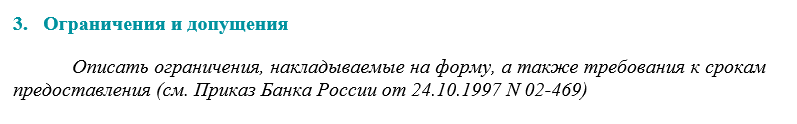 3. Ограничения и допущения
Описать ограничения, накладываемые на форму, а также требования к срокам
предоставления (см. Приказ Банка России от 24.10.1997 N 02-469)